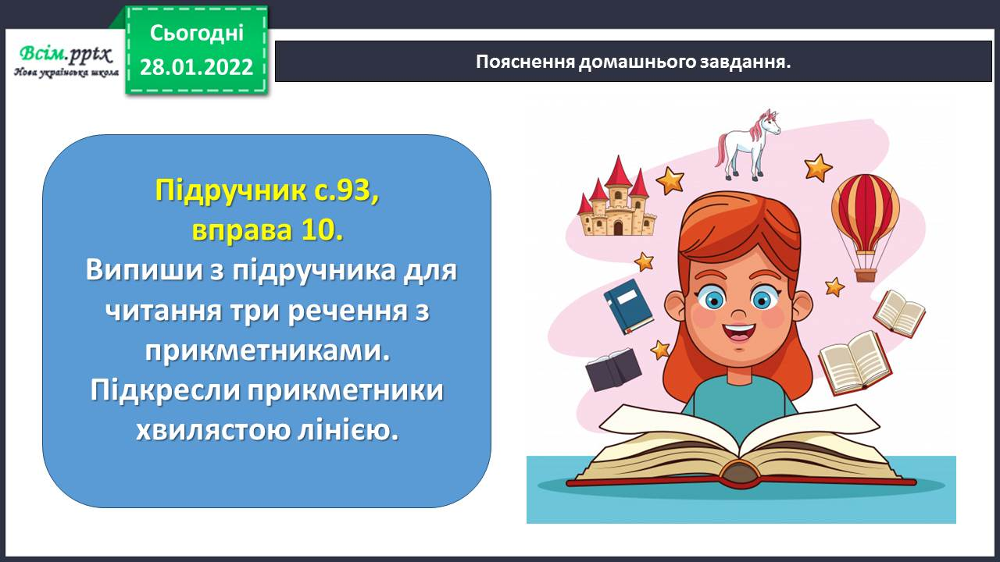 Всім.pptx
Нова українська школа
Сьогодні
28.01.2022
Пояснення домашнього завдання.
Підручник с.93,
вправа 10.
Випиши з підручника для
читання три речення з
прикметниками.
Підкресли прикметники
хвилястою лінією.